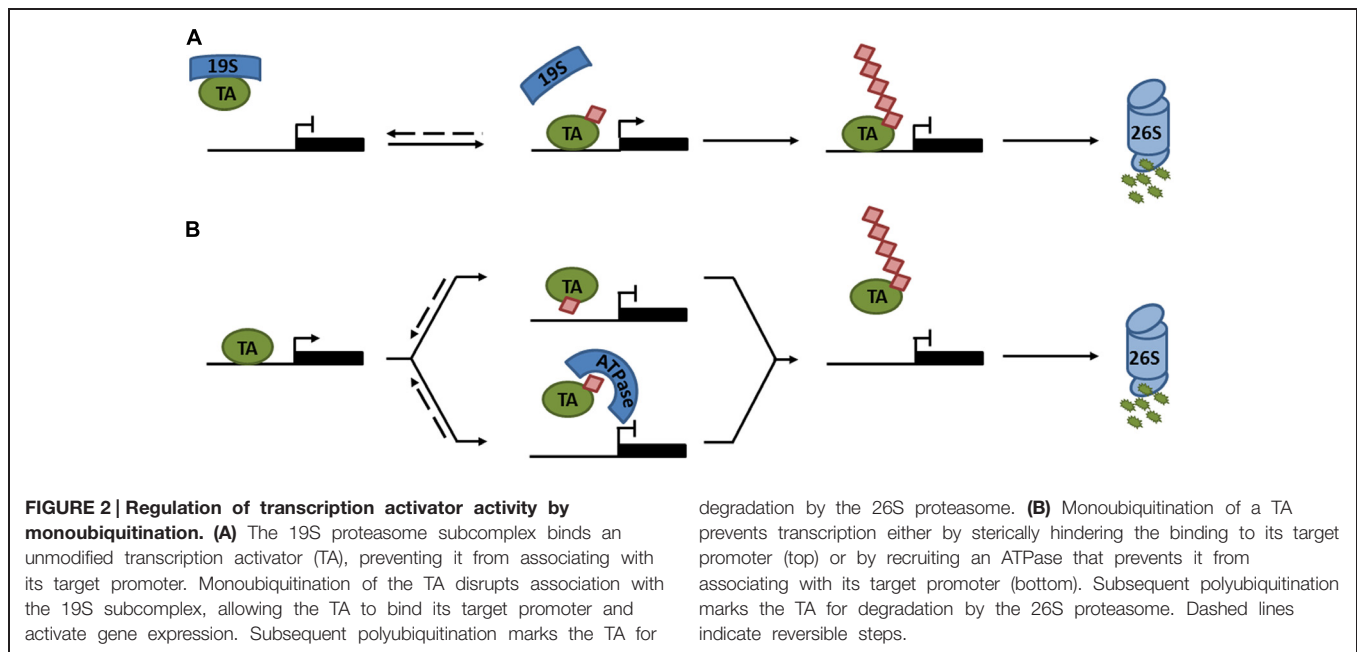 A
19S
TA
19S
TA
TA
26S
B
TA
TA
ATPase
TA
TA
26S
FIGURE 2 | Regulation of transcription activator activity by
monoubiquitination. (A) The 19S proteasome subcomplex binds an
unmodified transcription activator (TA), preventing it from associating with
its target promoter. Monoubiquitination of the TA disrupts association with
the 19S subcomplex, allowing the TA to bind its target promoter and
activate gene expression. Subsequent polyubiquitination marks the TA for
degradation by the 26S proteasome. (B) Monoubiquitination of a TA
prevents transcription either by sterically hindering the binding to its target
promoter (top) or by recruiting an ATPase that prevents it from
associating with its target promoter (bottom). Subsequent polyubiquitination
marks the TA for degradation by the 26S proteasome. Dashed lines
indicate reversible steps.